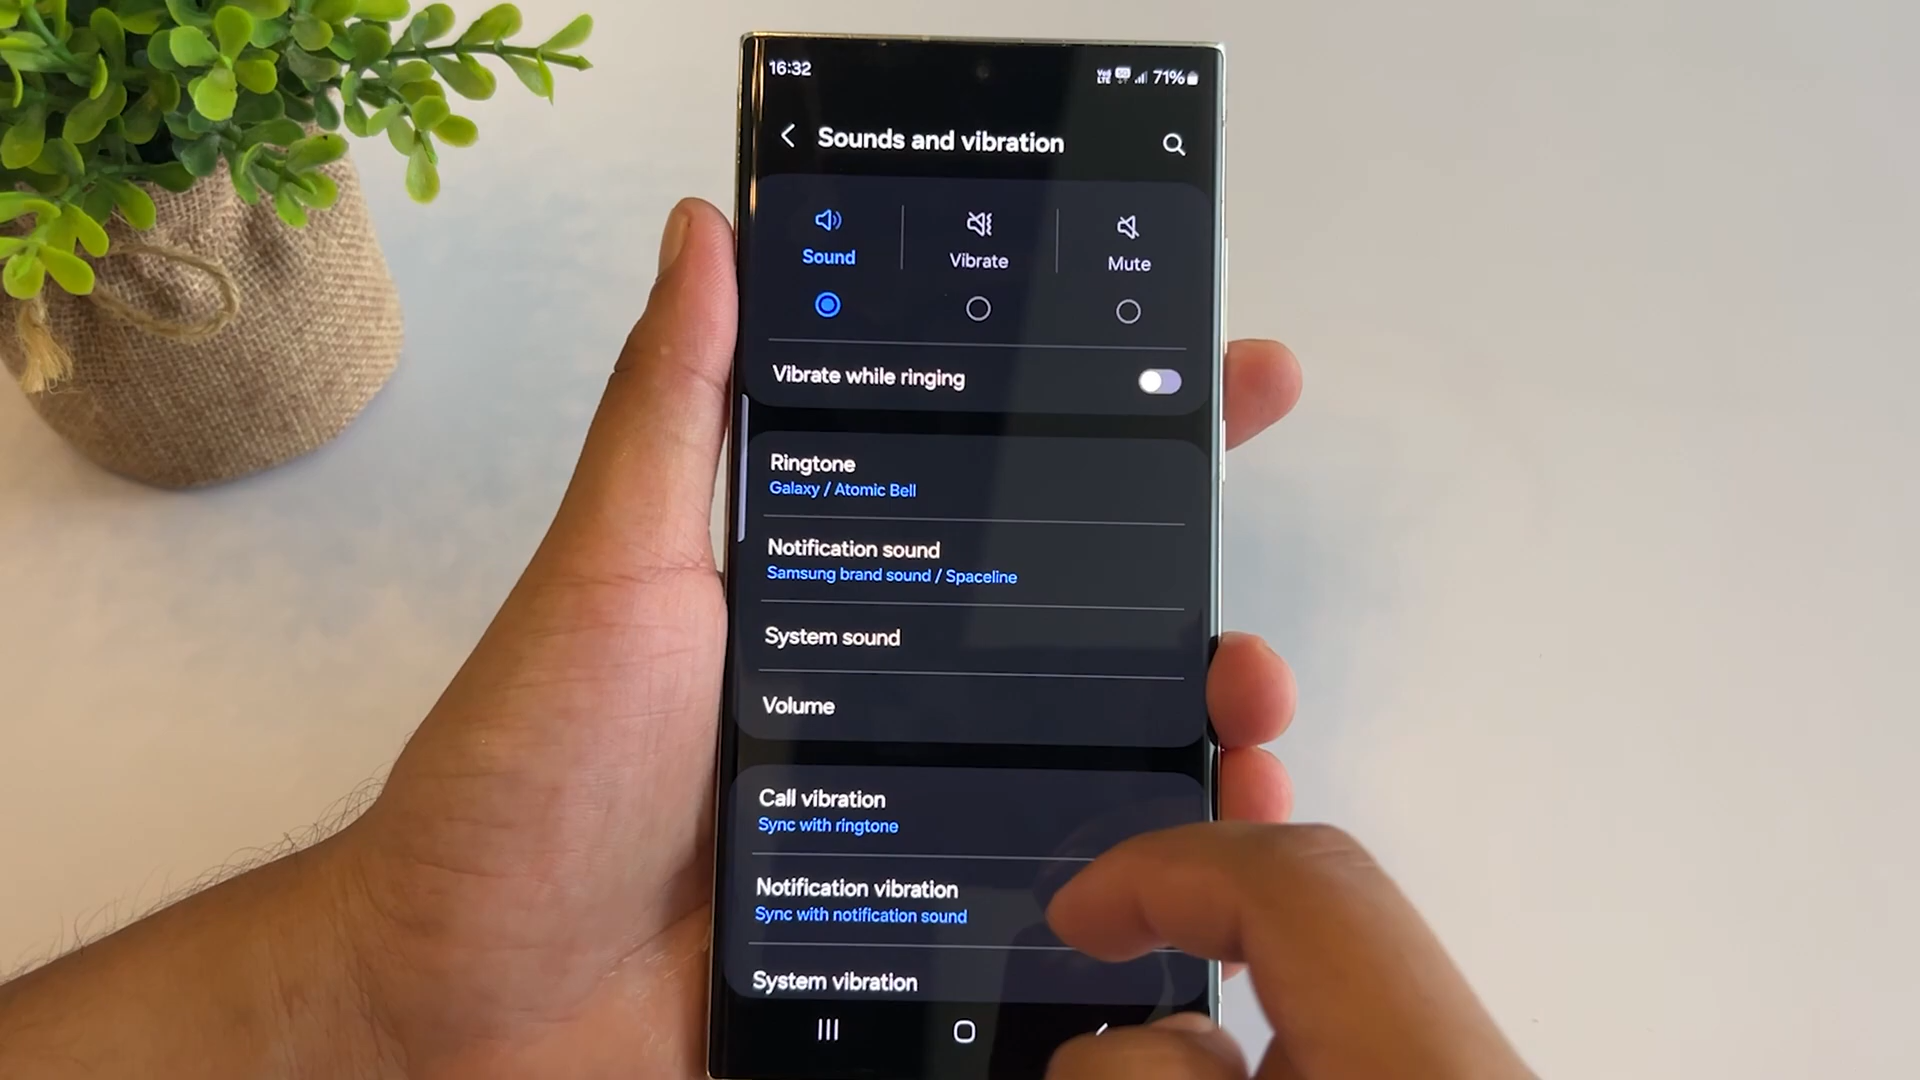 16:32
71%
Sounds and vibration
Sound
Vibrate
Mute
Vibrate while ringing
Ringtone
Galaxy / Atomic Bell
Notification sound
Samsung brand sound / Spaceline
System sound
Volume
Call vibration
Sync with ringtone
Notification vibration
Sync with notification sound
System vibration